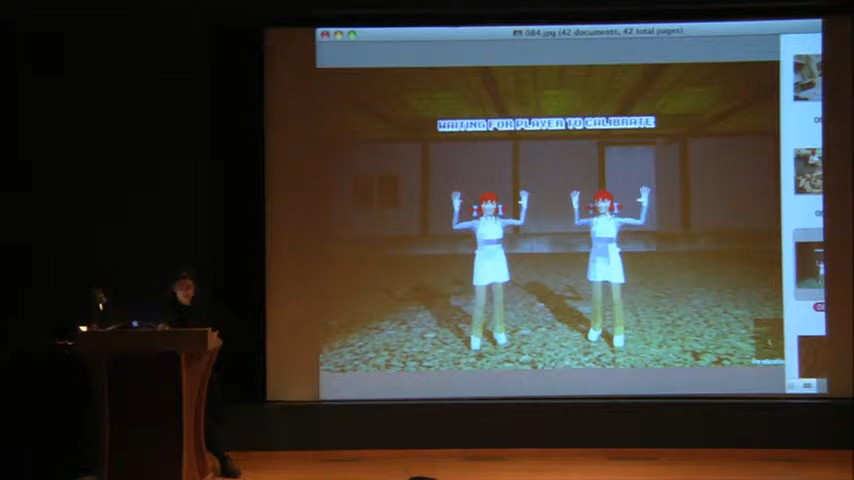 084.jpg (42 documents, 42 total pages)
WAITING FOR PLAYER TO CALIBRATE